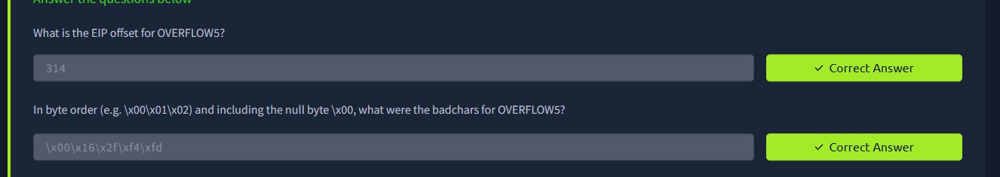 Answer the questions below
What is the EIP offset for OVERFLOW5?
314
✓ Correct Answer
In byte order (e.g. \x00\x01\x02) and including the null byte \x00, what were the badchars for OVERFLOW5?
\x00\x16\x2f\xf4\xfd
✓ Correct Answer